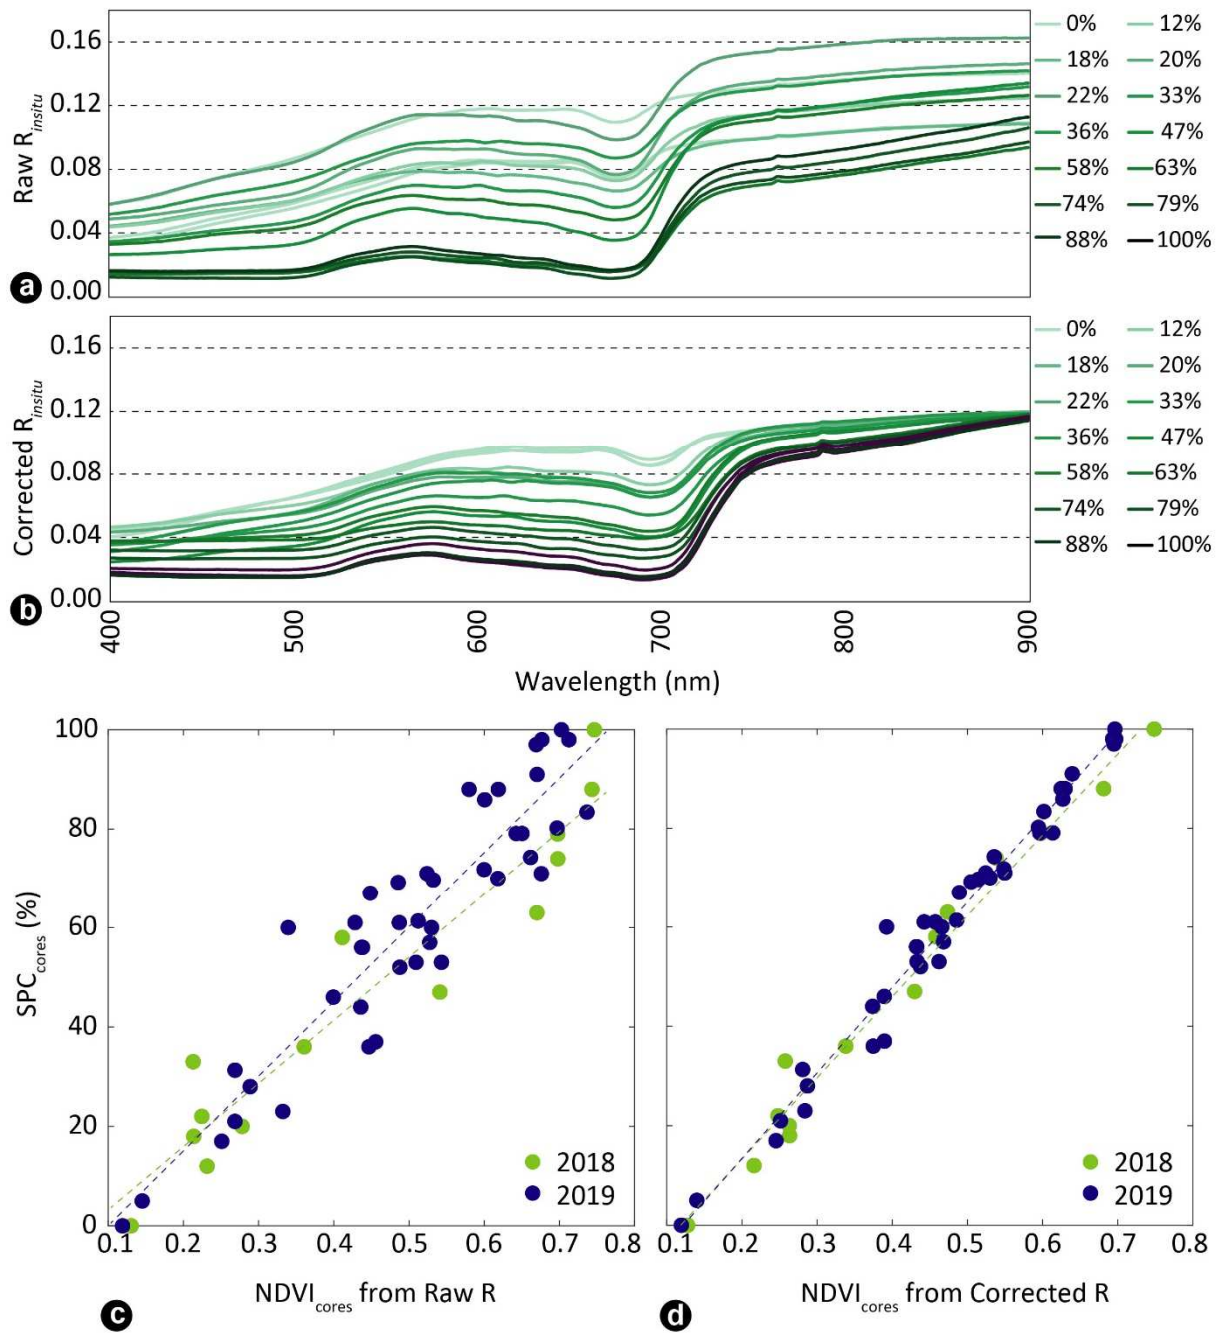 0.16
0.12
0.08
0.04
0.00
Raw R insitu
a
0% 12%
18% 20%
22% 33%
36% 47%
58% 63%
74% 79%
88% 100%
0.16
0.12
0.08
0.04
0.00
Corrected R insitu
b
0% 12%
18% 20%
22% 33%
36% 47%
58% 63%
74% 79%
88% 100%
400 500 600 700 800 900
Wavelength (nm)
100
80
60
40
20
0
SPC cores (%)
2018
2019
0.1 0.2 0.3 0.4 0.5 0.6 0.7 0.8
NDVI cores from Raw R
c
2018
2019
0.1 0.2 0.3 0.4 0.5 0.6 0.7 0.8
NDVI cores from Corrected R
d